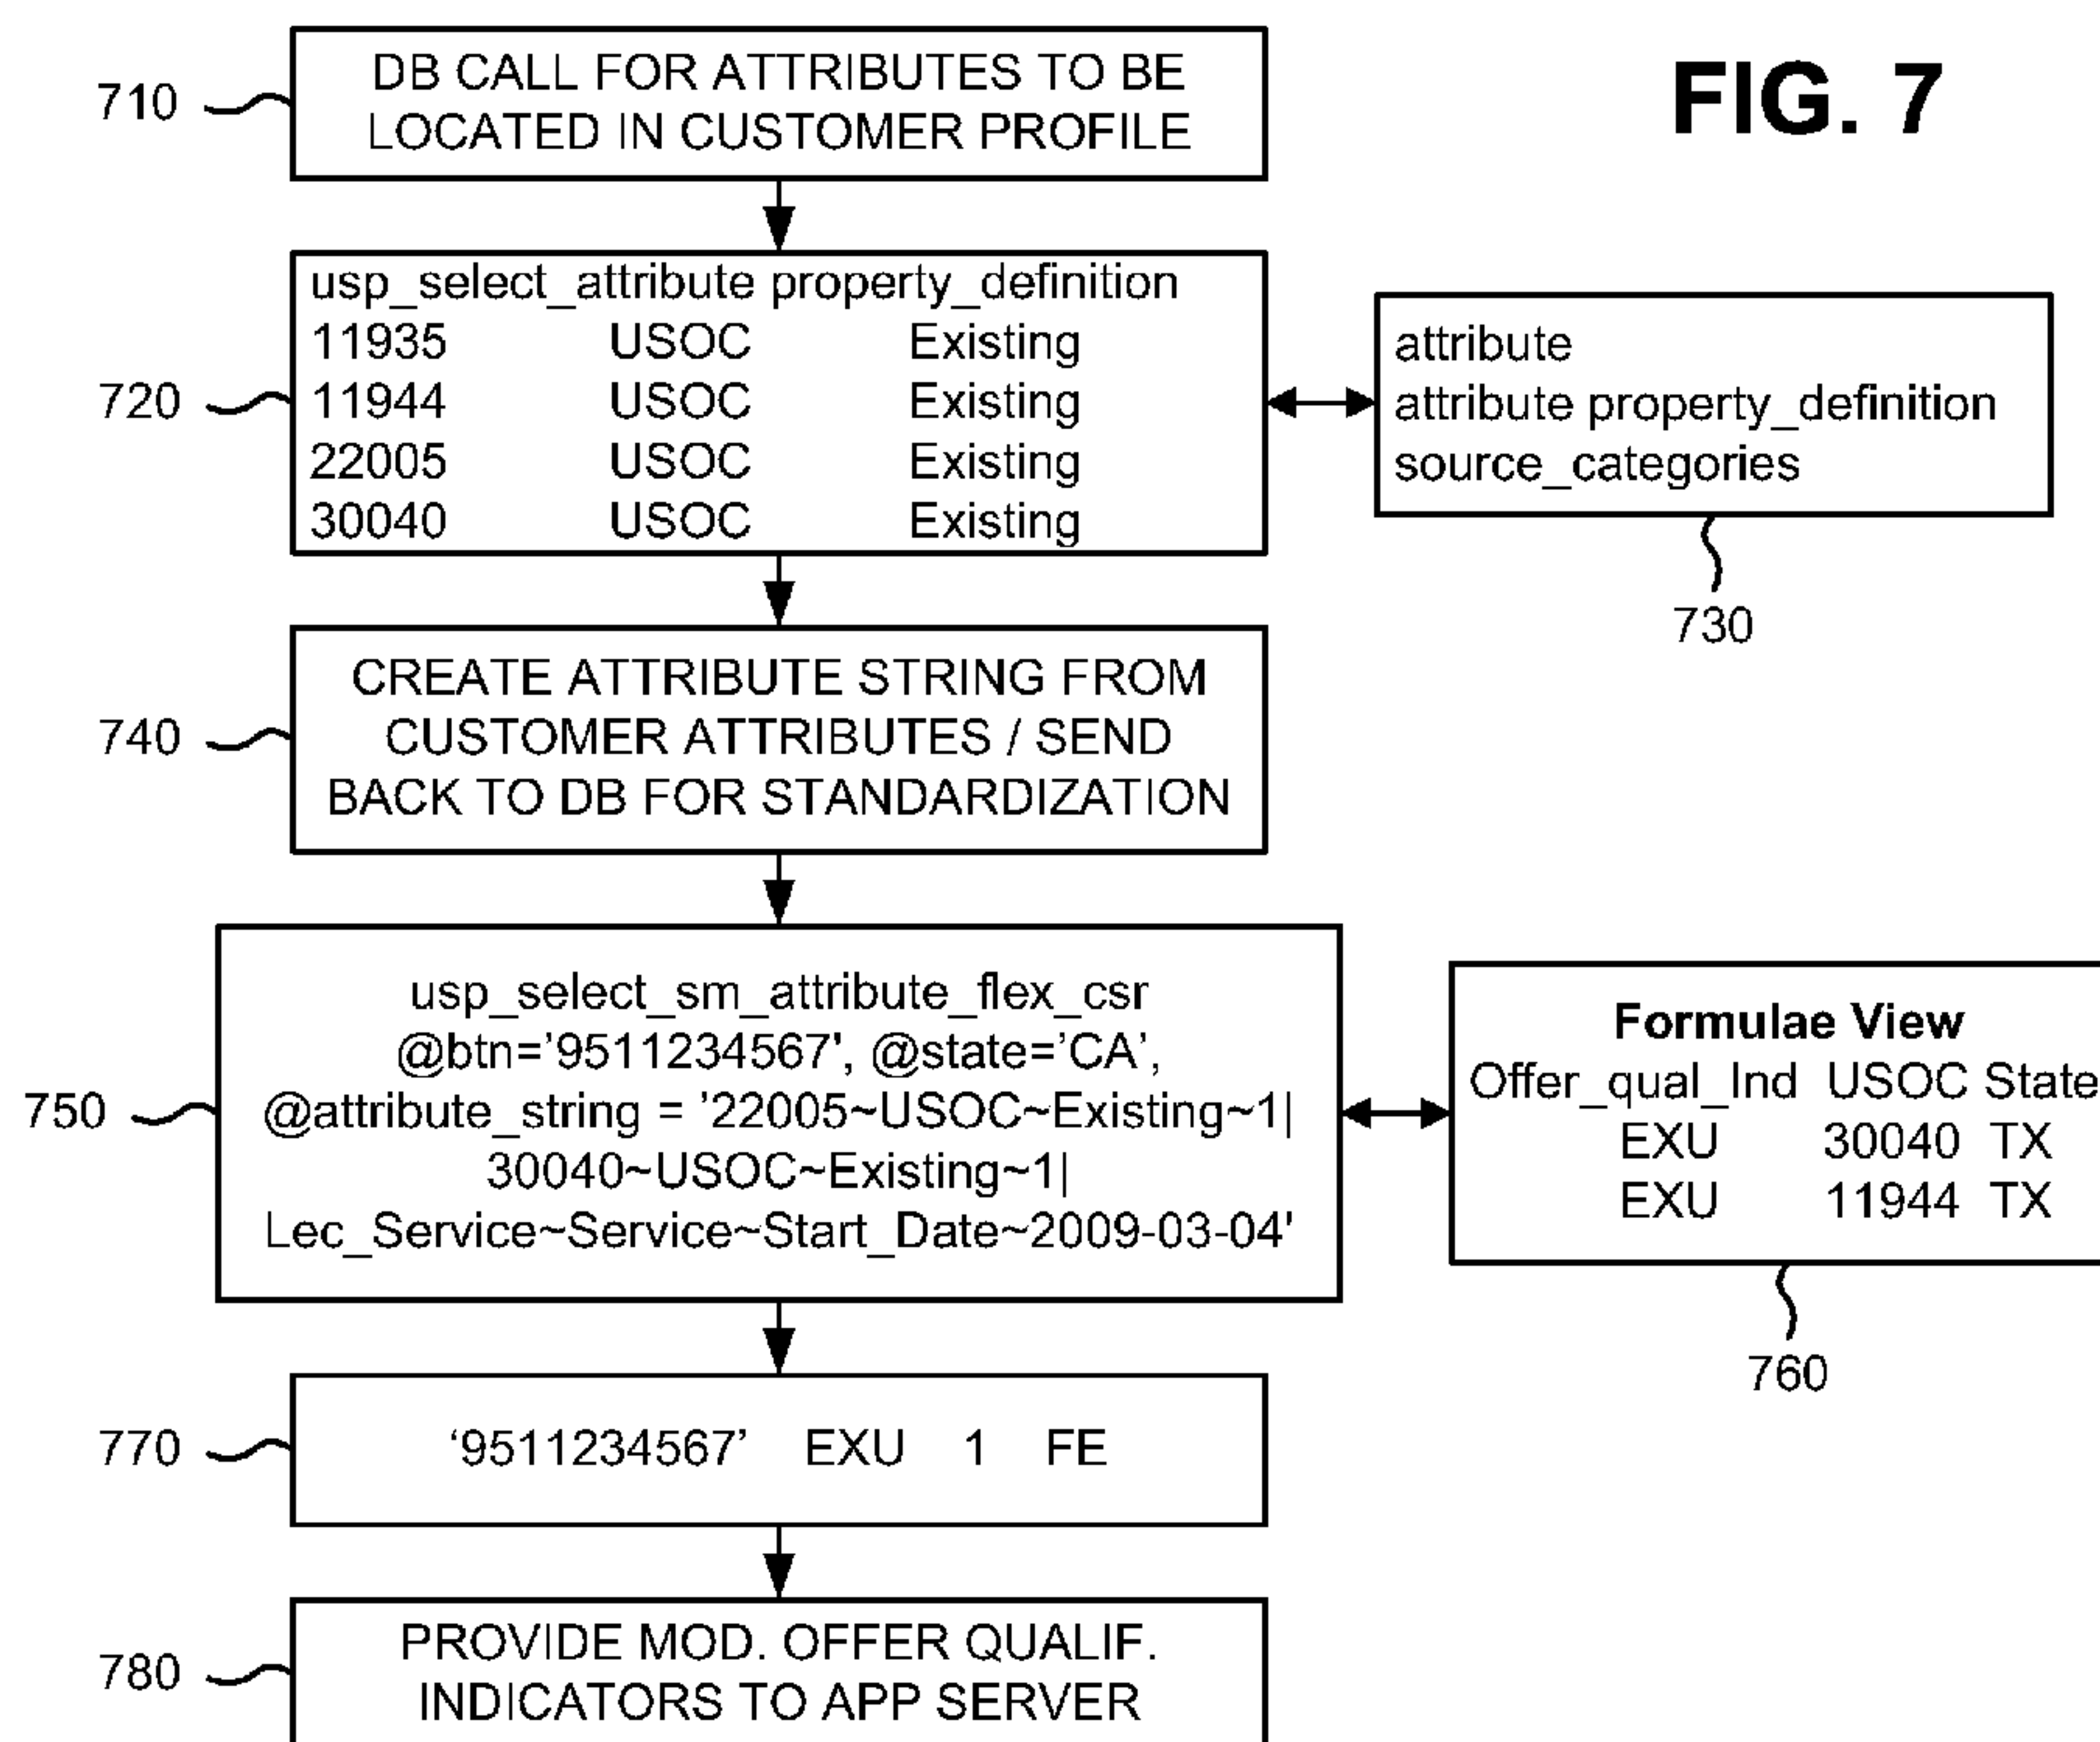 FIG. 7
710
DB CALL FOR ATTRIBUTES TO BE
LOCATED IN CUSTOMER PROFILE
720
usp_select_attribute property_definition
11935 USOC Existing
11944 USOC Existing
22005 USOC Existing
30040 USOC Existing
attribute
attribute property_definition
source_categories
730
740
CREATE ATTRIBUTE STRING FROM
CUSTOMER ATTRIBUTES / SEND
BACK TO DB FOR STANDARDIZATION
750
usp_select_sm_attribute_flex_csr
@btn='9511234567', @state='CA',
@attribute_string = '22005~USOC~Existing~1|
30040~USOC~Existing~1|
Lec_Service~Service~Start_Date~2009-03-04'
Formulae View
Offer_qual_Ind USOC State
EXU 30040 TX
EXU 11944 TX
760
770
‘9511234567’ EXU 1 FE
780
PROVIDE MOD. OFFER QUALIF.
INDICATORS TO APP SERVER